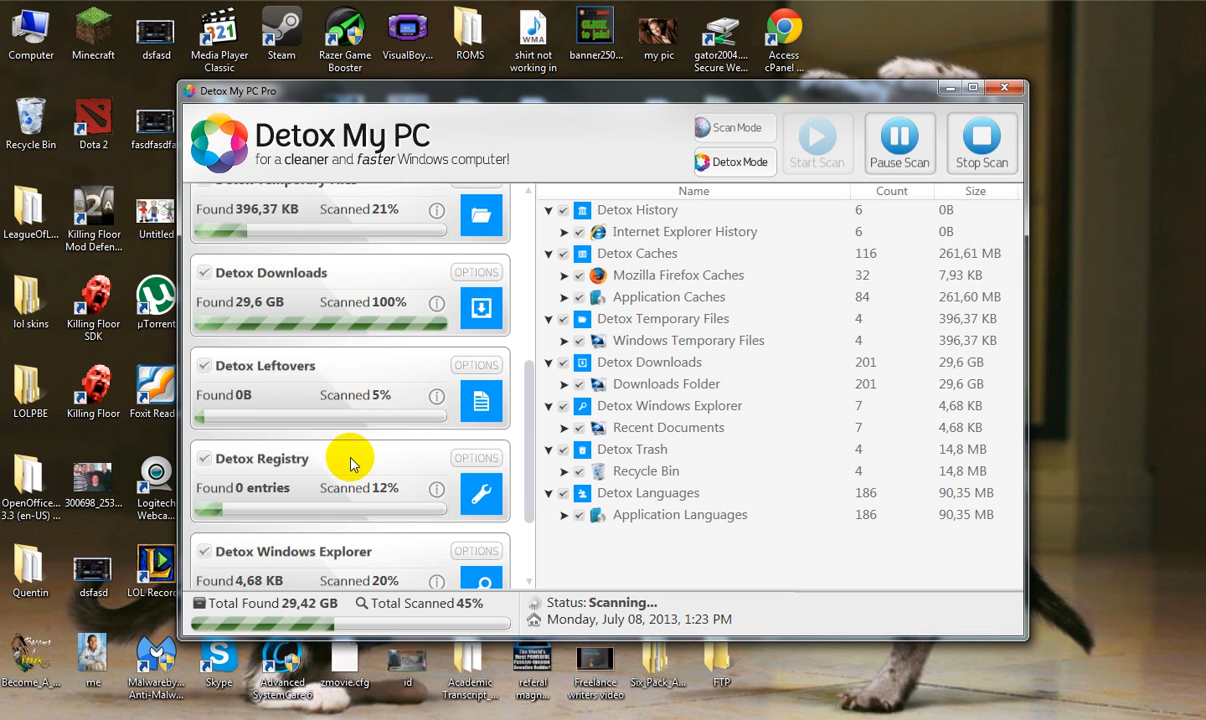 Computer
Minecraft
dsfasd
Media Player
Classic
Steam
Razer Game
Booster
VisualBoy...
ROMS
WMA
shirt not
working in
CLICK
to join!
banner250...
my pic
gator2004....
Secure We...
Access
cPanel ...
Recycle Bin
Dota 2
fasdfasdfas
LeagueOfL...
Killing Floor
Mod Defen...
Untitled
lol skins
Killing Floor
SDK
µTorrent
LOLPBE
Killing Floor
Foxit Read
OpenOffice...
3.3 (en-US) ...
300698_253...
Logitech
Webca...
Quentin
dsfasd
LOL Record
Become_A_...
me
Malwareby...
Anti-Malw...
Skype
Advanced
SystemCare 6
zmovie.cfg
id
Academic
Transcript_...
referal
magn...
Freelance
writers video
Six_Pack_A...
FTP
Detox My PC Pro
Detox My PC
for a cleaner and faster Windows computer!
Scan Mode
Detox Mode
Start Scan
Pause Scan
Stop Scan
Detox Temporary Files
Found 396,37 KB Scanned 21%
Detox Downloads OPTIONS
Found 29,6 GB Scanned 100%
Detox Leftovers OPTIONS
Found 0B Scanned 5%
Detox Registry OPTIONS
Found 0 entries Scanned 12%
Detox Windows Explorer OPTIONS
Found 4,68 KB Scanned 20%
Total Found 29,42 GB Total Scanned 45%
Name Count Size
Detox History 6 0B
Internet Explorer History 6 0B
Detox Caches 116 261,61 MB
Mozilla Firefox Caches 32 7,93 KB
Application Caches 84 261,60 MB
Detox Temporary Files 4 396,37 KB
Windows Temporary Files 4 396,37 KB
Detox Downloads 201 29,6 GB
Downloads Folder 201 29,6 GB
Detox Windows Explorer 7 4,68 KB
Recent Documents 7 4,68 KB
Detox Trash 4 14,8 MB
Recycle Bin 4 14,8 MB
Detox Languages 186 90,35 MB
Application Languages 186 90,35 MB
Status: Scanning...
Monday, July 08, 2013, 1:23 PM